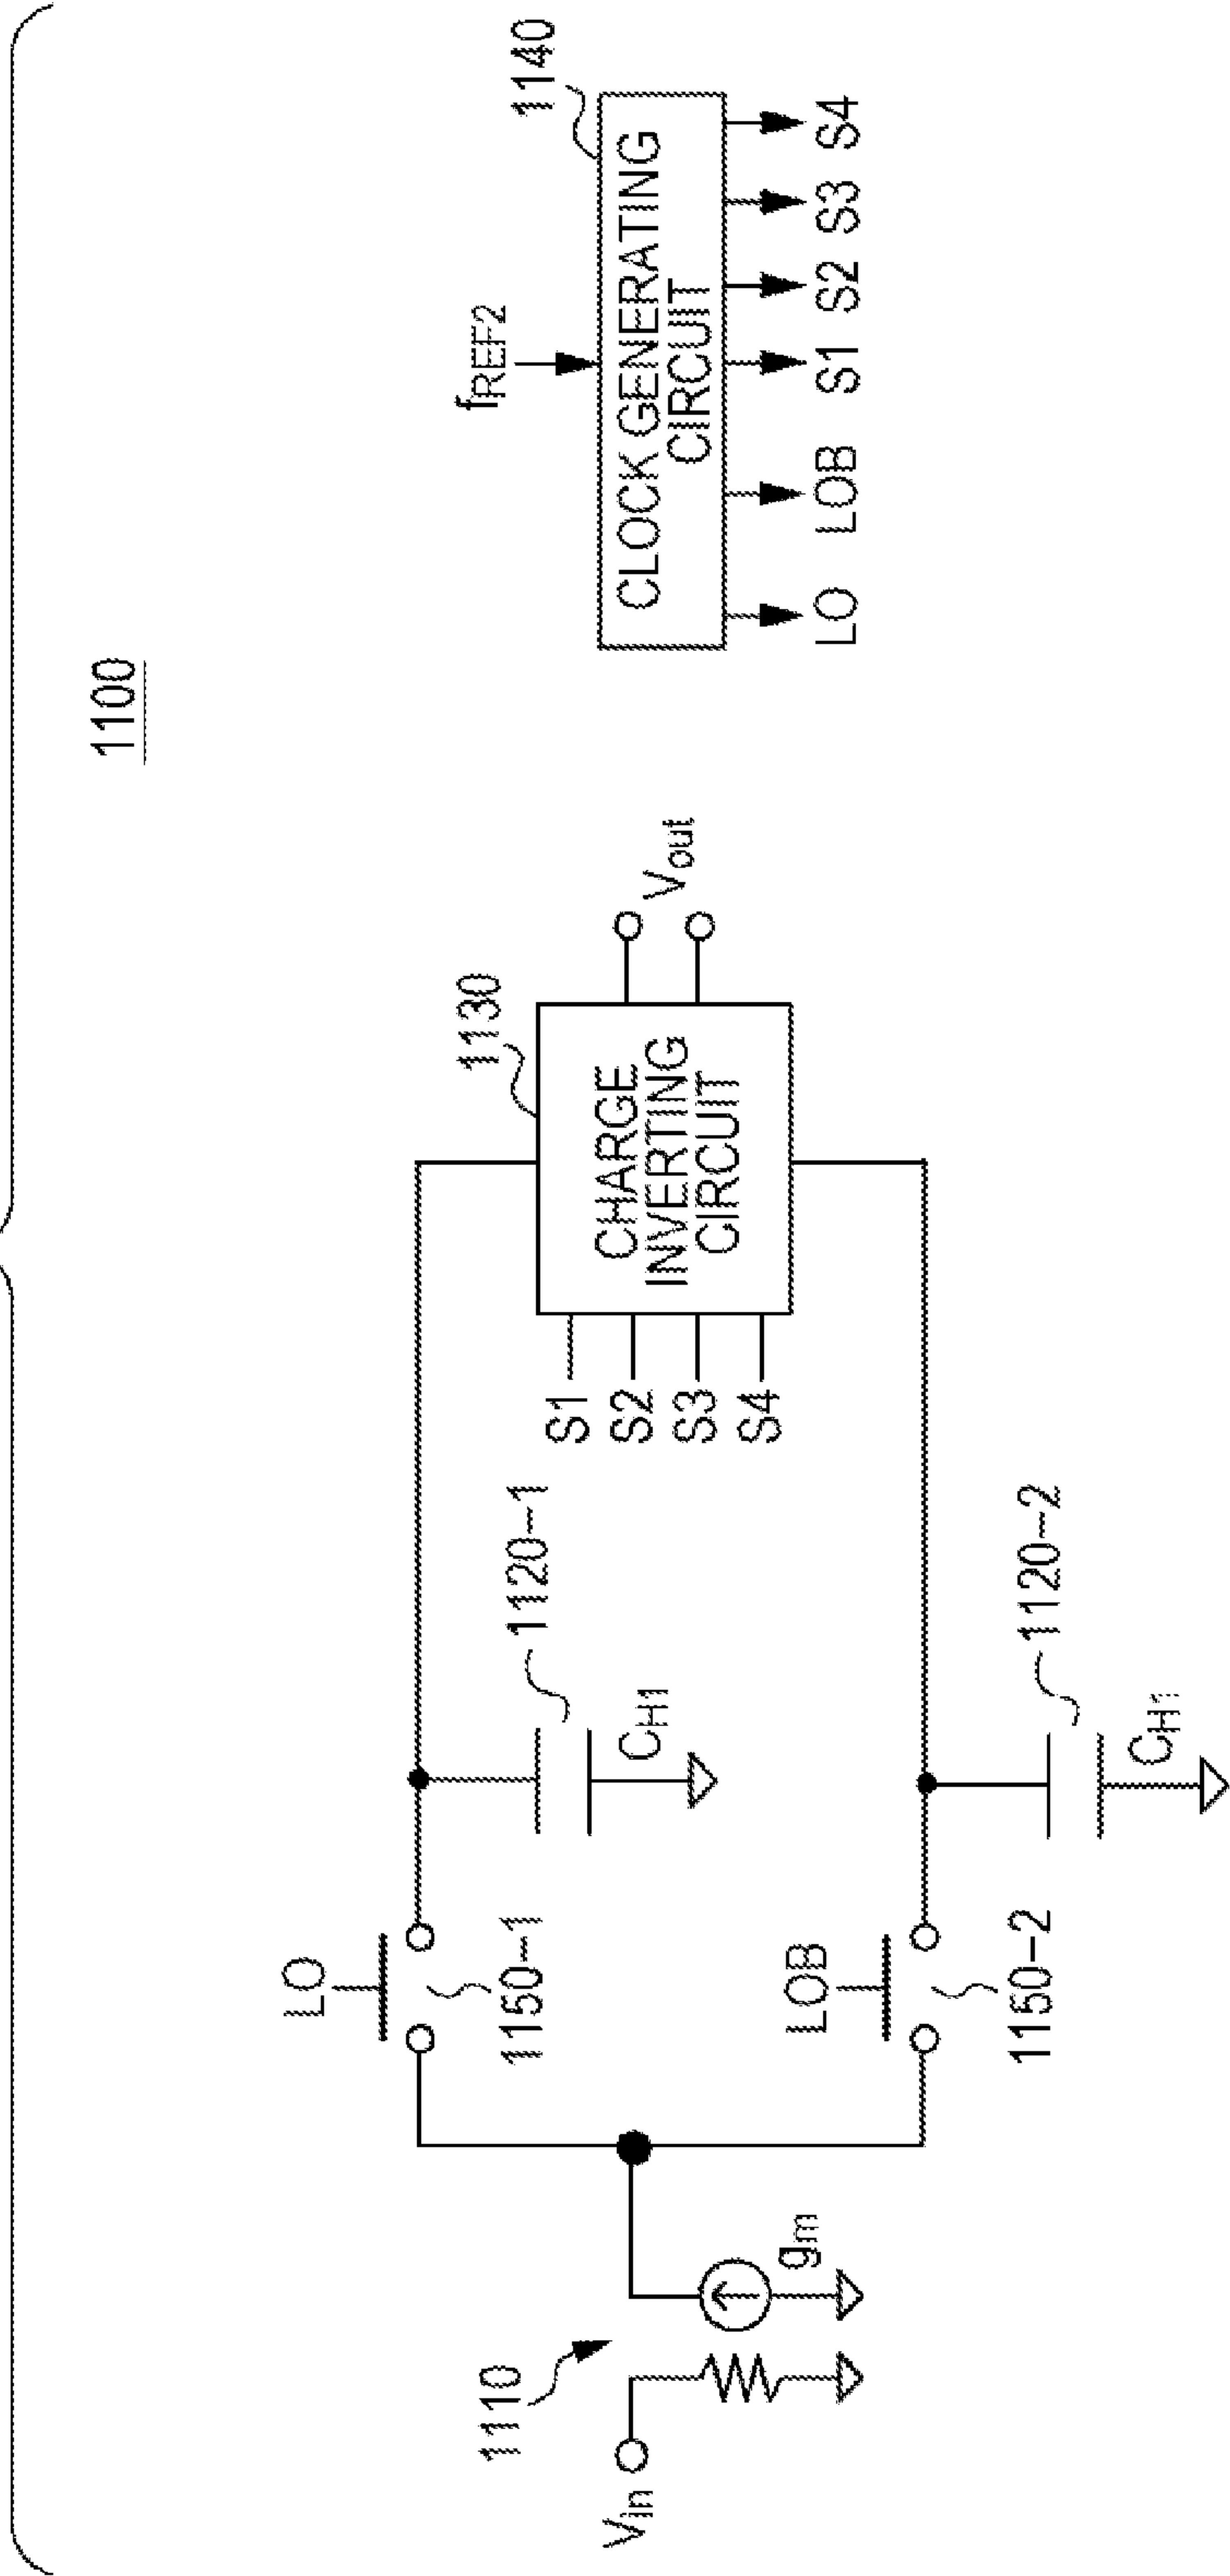 1100
LO
1150-1
1120-1
CH1
1130
CHARGE
INVERTING
CIRCUIT
S1
S2
S3
S4
Vout
Vin
1110
gm
LOB
1150-2
1120-2
CH1
fREF2
1140
CLOCK GENERATING
CIRCUIT
LO LOB S1 S2 S3 S4